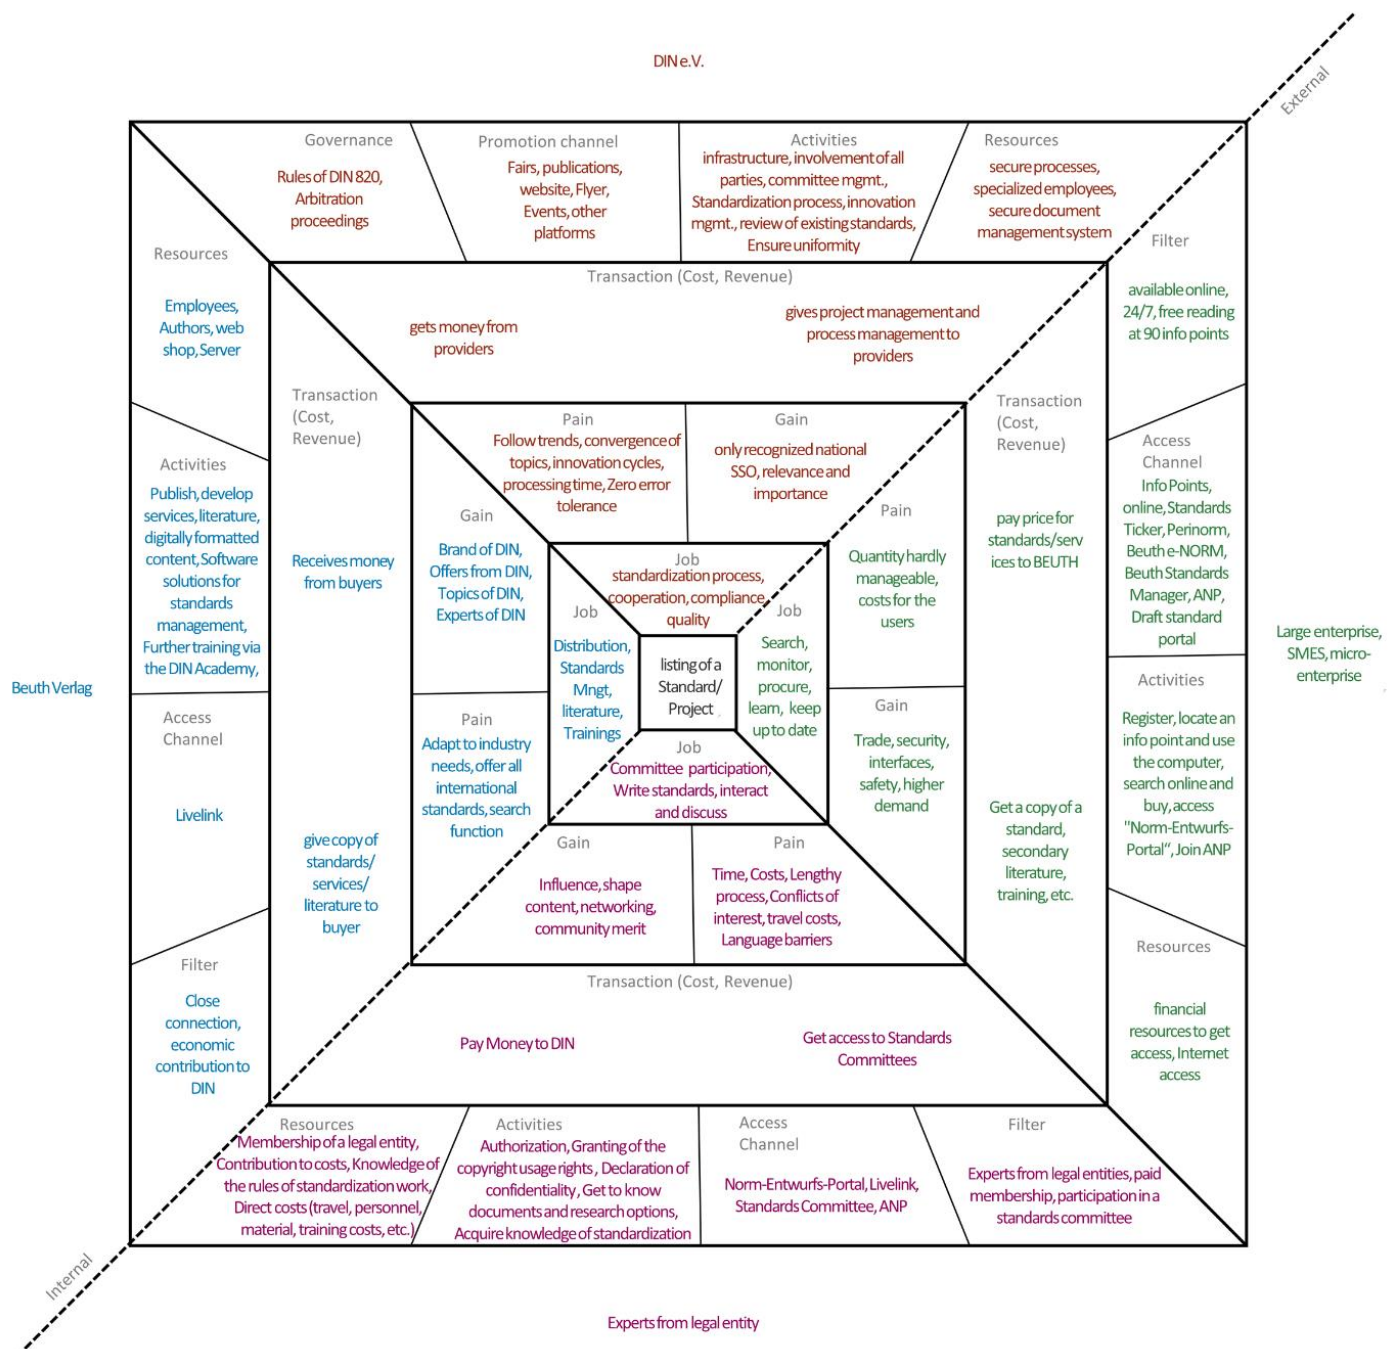 DIN e.V.
External
Governance
Rules of DIN 820,
Arbitration
proceedings
Promotion channel
Fairs, publications,
website, Flyer,
Events, other
platforms
Activities
infrastructure, involvement of all
parties, committee mgmt.,
Standardization process, innovation
mgmt., review of existing standards,
Ensure uniformity
Resources
secure processes,
specialized employees,
secure document
management system
Transaction (Cost, Revenue)
gets money from
providers
gives project management and
process management to
providers
Pain
Follow trends, convergence of
topics, innovation cycles,
processing time, Zero error
tolerance
Gain
only recognized national
SSO, relevance and
importance
Job
standardization process,
cooperation, compliance,
quality
Beuth Verlag
Resources
Employees,
Authors, web
shop, Server
Activities
Publish, develop
services, literature,
digitally formatted
content, Software
solutions for
standards
management,
Further training via
the DIN Academy,
Access
Channel
Livelink
Filter
Close
connection,
economic
contribution to
DIN
Transaction
(Cost,
Revenue)
Receives money
from buyers
give copy of
standards/
services/
literature to
buyer
Gain
Brand of DIN,
Offers from DIN,
Topics of DIN,
Experts of DIN
Pain
Adapt to industry
needs, offer all
international
standards, search
function
Job
Distribution,
Standards
Mngt,
literature,
Trainings
listing of a
Standard/
Project
Job
Search,
monitor,
procure,
learn, keep
up to date
Pain
Quantity hardly
manageable,
costs for the
users
Gain
Trade, security,
interfaces,
safety, higher
demand
Transaction
(Cost,
Revenue)
pay price for
standards/serv
ices to BEUTH
Get a copy of a
standard,
secondary
literature,
training, etc.
Filter
available online,
24/7, free reading
at 90 info points
Access
Channel
Info Points,
online, Standards
Ticker, Perinorm,
Beuth e-NORM,
Beuth Standards
Manager, ANP,
Draft standard
portal
Activities
Register, locate an
info point and use
the computer,
search online and
buy, access
"Norm-Entwurfs-
Portal“, Join ANP
Resources
financial
resources to get
access, Internet
access
Large enterprise,
SMES, micro-
enterprise
Job
Committee participation,
Write standards, interact
and discuss
Gain
Influence, shape
content, networking,
community merit
Pain
Time, Costs, Lengthy
process, Conflicts of
interest, travel costs,
Language barriers
Transaction (Cost, Revenue)
Pay Money to DIN
Get access to Standards
Committees
Resources
Membership of a legal entity,
Contribution to costs, Knowledge of
the rules of standardization work,
Direct costs (travel, personnel,
material, training costs, etc.)
Activities
Authorization, Granting of the
copyright usage rights , Declaration of
confidentiality , Get to know
documents and research options,
Acquire knowledge of standardization
Access
Channel
Norm-Entwurfs-Portal, Livelink,
Standards Committee, ANP
Filter
Experts from legal entities, paid
membership, participation in a
standards committee
Internal
Experts from legal entity